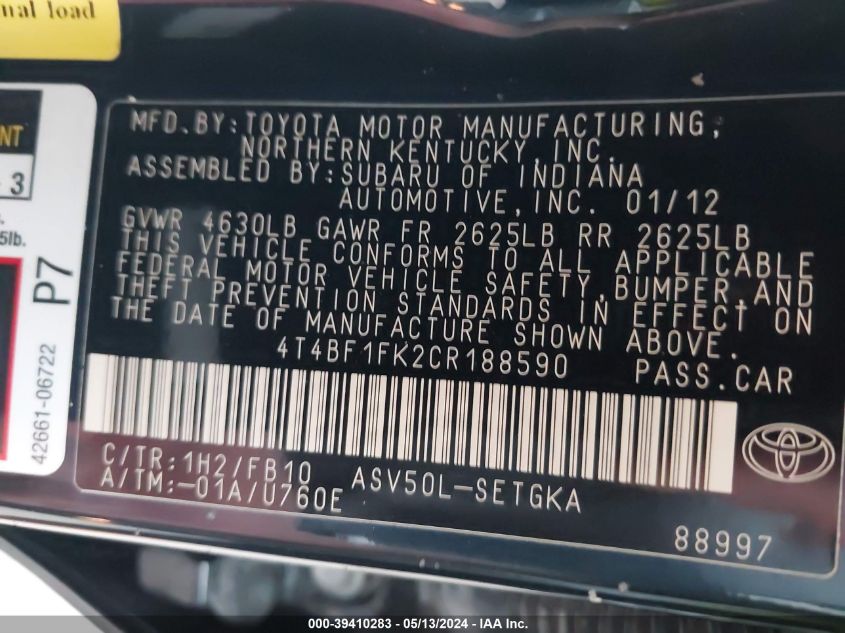 nal load
NT
3
5lb.
P7
42661-06722
MFD.BY:TOYOTA MOTOR MANUFACTURING,
NORTHERN KENTUCKY,INC.
ASSEMBLED BY:SUBARU OF INDIANA
AUTOMOTIVE,INC. 01/12
GVWR 4630LB GAWR FR 2625LB RR 2625LB
THIS VEHICLE CONFORMS TO ALL APPLICABLE
FEDERAL MOTOR VEHICLE SAFETY,BUMPER,AND
THEFT PREVENTION STANDARDS IN EFFECT ON
THE DATE OF MANUFACTURE SHOWN ABOVE.
4T4BF1FK2CR188590 PASS.CAR
C/TR:1H2/FB10
A/TM:-01A/U760E
ASV50L-SETGKA
88997
000-39410283 - 05/13/2024 - IAA Inc.